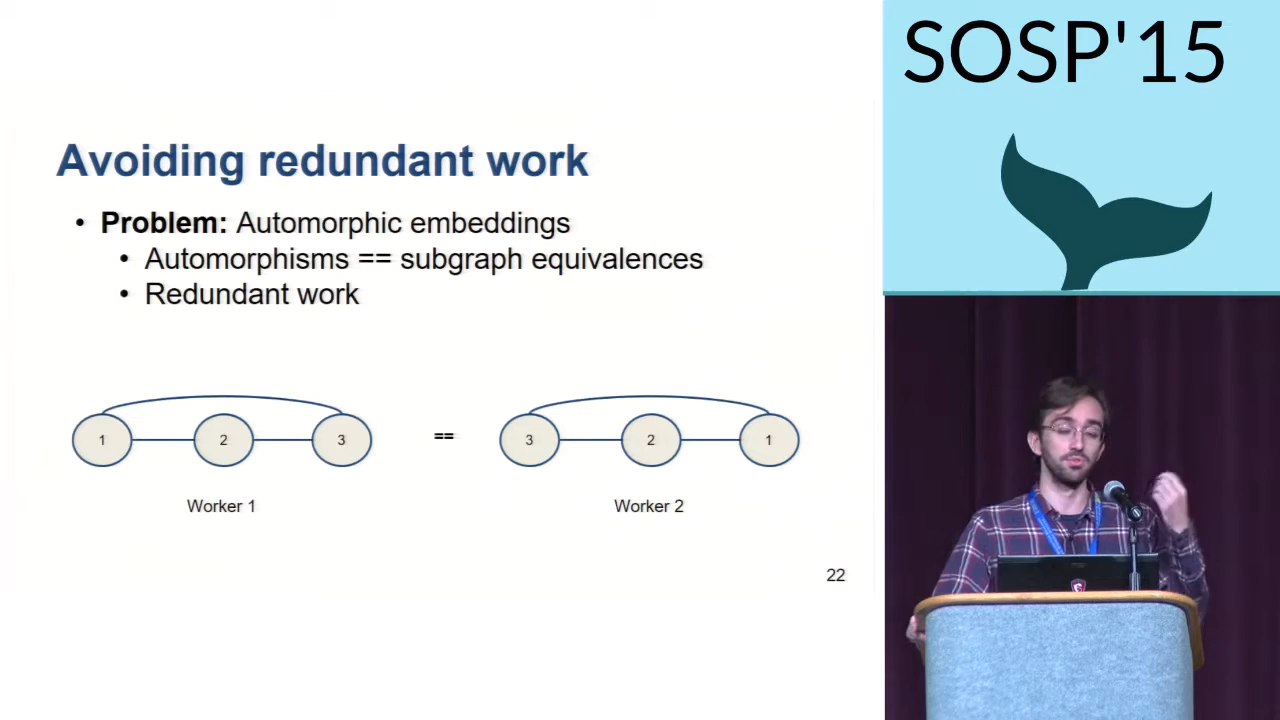 SOSP'15
Avoiding redundant work
• Problem: Automorphic embeddings
• Automorphisms == subgraph equivalences
• Redundant work
1 2 3 == 3 2 1
Worker 1 Worker 2
22